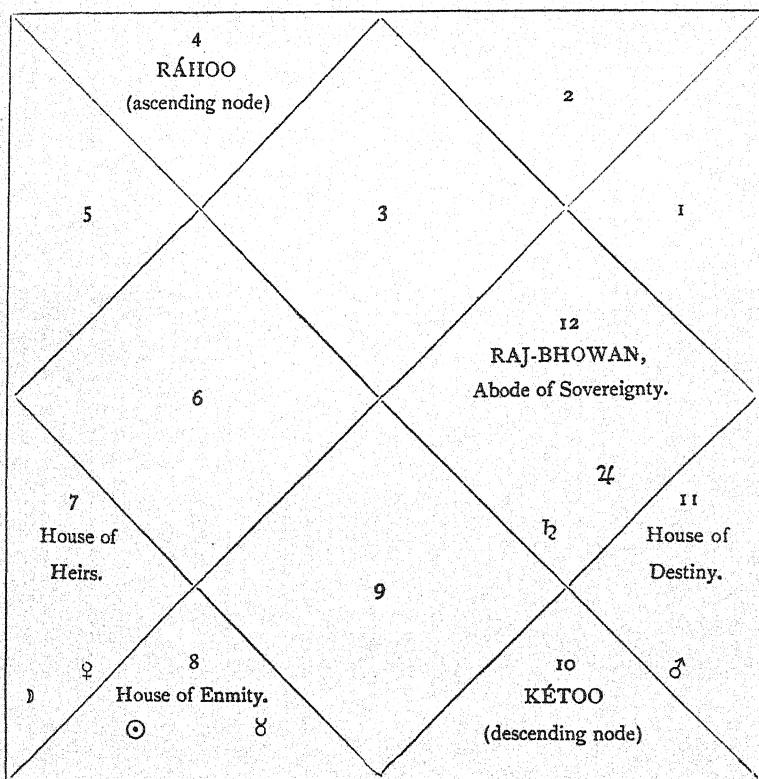 4
RÁHOO
(ascending node)
2
5
3
1
12
RAJ-BHOWAN,
Abode of Sovereignty.
6
♃
7
House of
Heirs.
11
House of
Destiny.
♄
9
♀
☽
8
House of Enmity.
☉ ♉
10
KÉTOO
(descending node)
♂